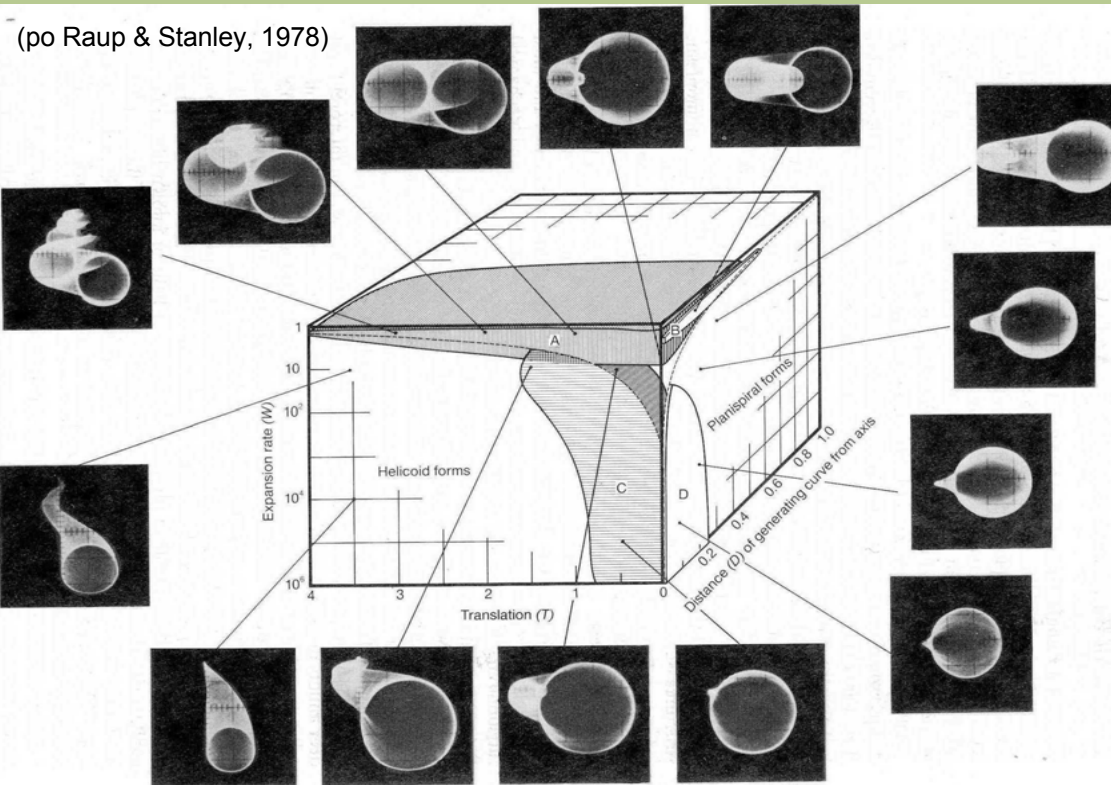 (po Raup & Stanley, 1978)
1
10
10²
10⁴
10⁶
Expansion rate (W)
A
B
C
D
Helicoid forms
Planispiral forms
4
3
2
1
0
Translation (T)
0.2
0.4
0.6
0.8
1.0
Distance (D) of generating curve from axis